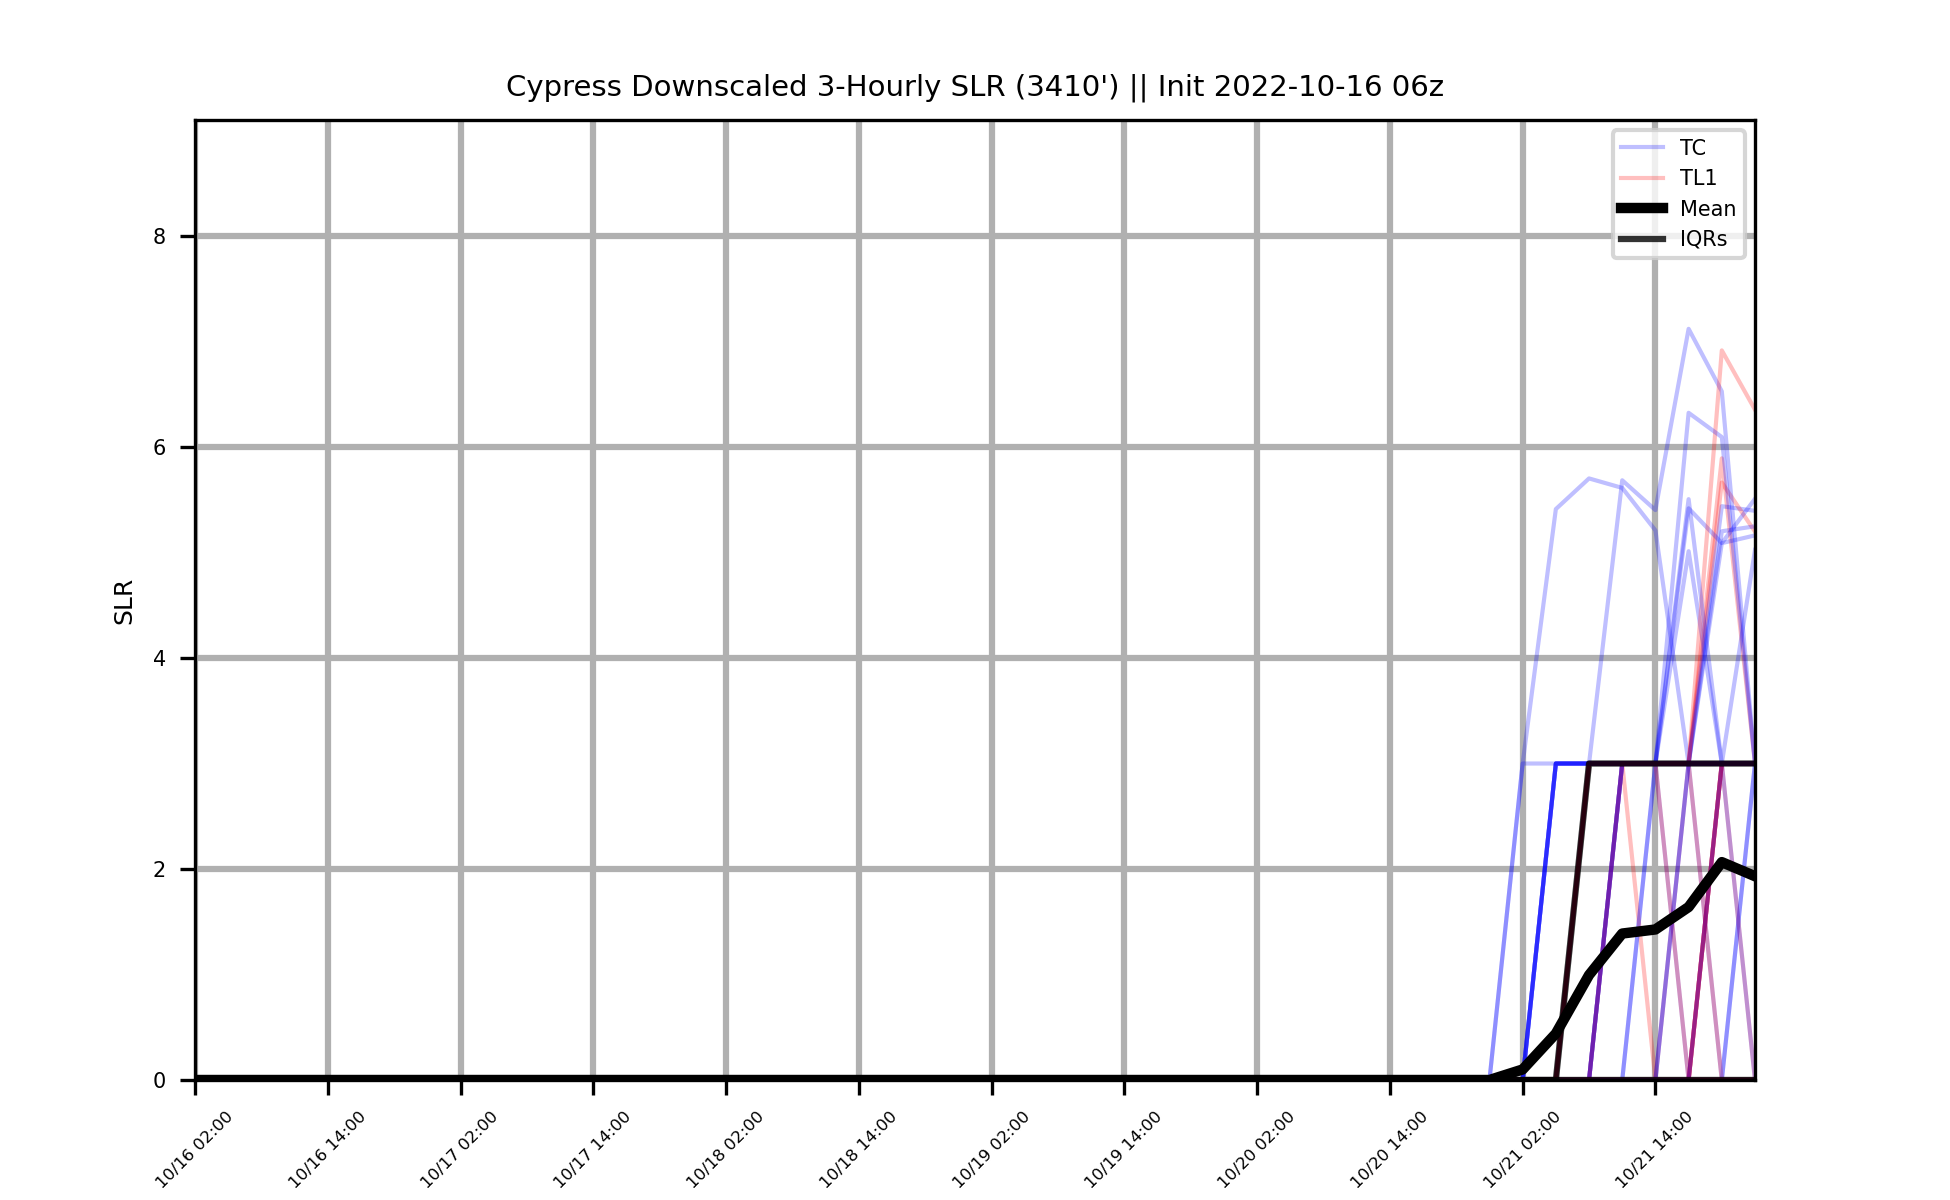 Cypress Downscaled 3-Hourly SLR (3410') || Init 2022-10-16 06z
TC
TL1
Mean
IQRs
SLR
8
6
4
2
0
10/16 02:00
10/16 14:00
10/17 02:00
10/17 14:00
10/18 02:00
10/18 14:00
10/19 02:00
10/19 14:00
10/20 02:00
10/20 14:00
10/21 02:00
10/21 14:00